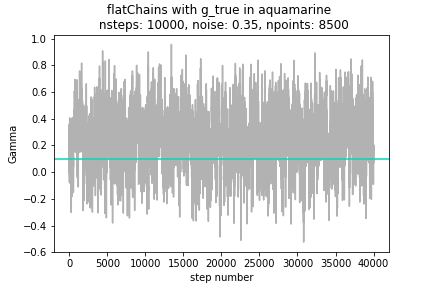 flatChains with g_true in aquamarine
nsteps: 10000, noise: 0.35, npoints: 8500
1.0
0.8
0.6
0.4
0.2
0.0
−0.2
−0.4
−0.6
Gamma
0 5000 10000 15000 20000 25000 30000 35000 40000
step number